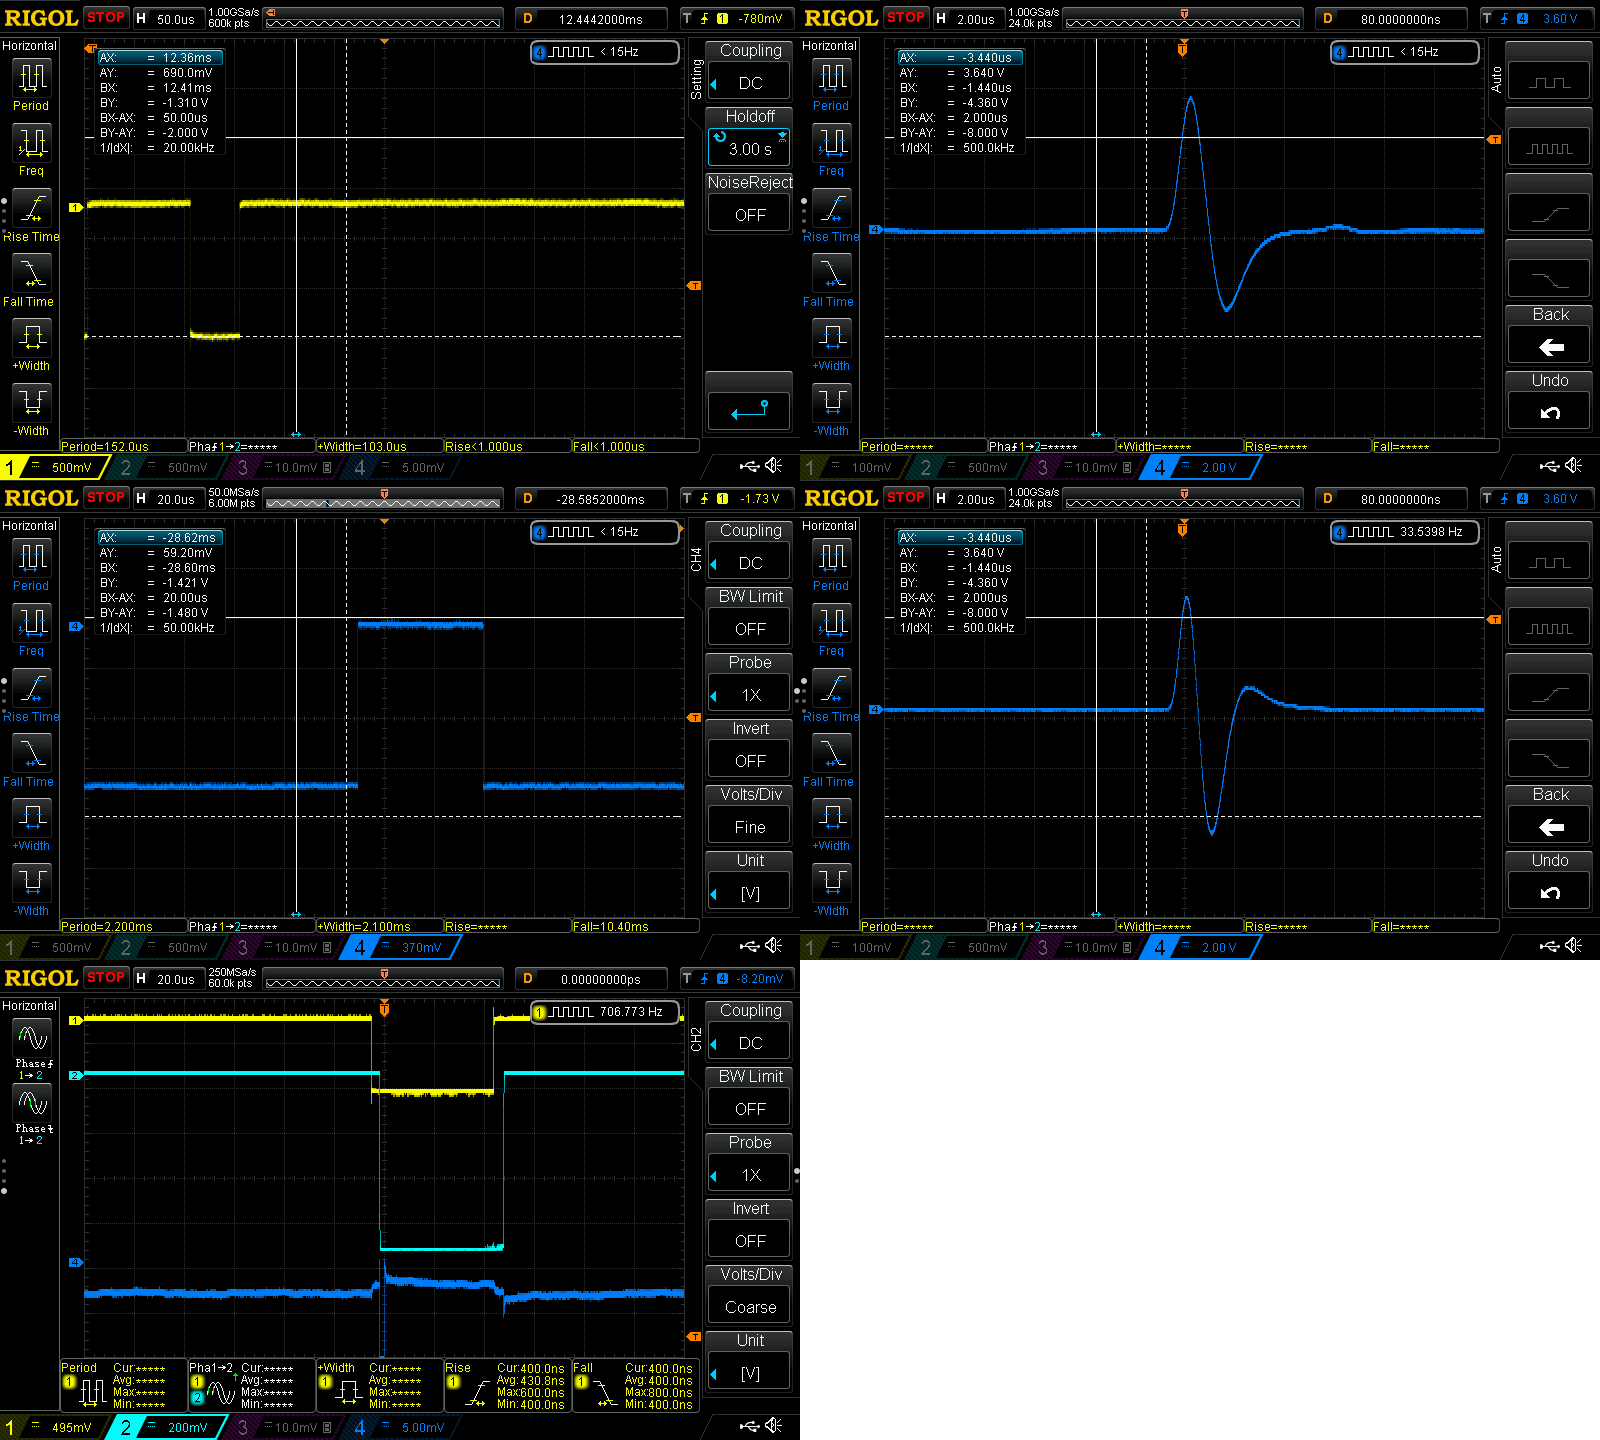 RIGOL STOP H 50.0us 1.00GSa/s 600k pts D 12.4442000ms T 1 -780mV
Horizontal
Period
Freq
Rise Time
Fall Time
+Width
-Width
AX: = 12.36ms
AY: = 690.0mV
BX: = 12.41ms
BY: = -1.310 V
BX-AX: = 50.00us
BY-AY: = -2.000 V
1/|dX|: = 20.00kHz
4 < 15Hz
Setting
Coupling
DC
Holdoff
3.00 s
NoiseReject
OFF
Period=152.0us Pha 1→2=***** +Width=103.0us Rise<1.000us Fall<1.000us
1 500mV 2 500mV 3 10.0mV B 4 5.00mV
RIGOL STOP H 2.00us 1.00GSa/s 24.0k pts D 80.0000000ns T 4 3.60 V
Horizontal
Period
Freq
Rise Time
Fall Time
+Width
-Width
AX: = -3.440us
AY: = 3.640 V
BX: = -1.440us
BY: = -4.360 V
BX-AX: = 2.000us
BY-AY: = -8.000 V
1/|dX|: = 500.0kHz
4 < 15Hz
Auto
Back
Undo
Period=***** Pha 1→2=***** +Width=***** Rise=***** Fall=*****
1 100mV 2 500mV 3 10.0mV B 4 2.00 V
RIGOL STOP H 20.0us 50.0MSa/s 6.00M pts D -28.5852000ms T 1 -1.73 V
Horizontal
Period
Freq
Rise Time
Fall Time
+Width
-Width
AX: = -28.62ms
AY: = 59.20mV
BX: = -28.60ms
BY: = -1.421 V
BX-AX: = 20.00us
BY-AY: = -1.480 V
1/|dX|: = 50.00kHz
4 < 15Hz
CH4
Coupling
DC
BW Limit
OFF
Probe
1X
Invert
OFF
Volts/Div
Fine
Unit
[V]
Period=2.200ms Pha 1→2=***** +Width=2.100ms Rise=***** Fall=10.40ms
1 500mV 2 500mV 3 10.0mV B 4 370mV
RIGOL STOP H 2.00us 1.00GSa/s 24.0k pts D 80.0000000ns T 4 3.60 V
Horizontal
Period
Freq
Rise Time
Fall Time
+Width
-Width
AX: = -3.440us
AY: = 3.640 V
BX: = -1.440us
BY: = -4.360 V
BX-AX: = 2.000us
BY-AY: = -8.000 V
1/|dX|: = 500.0kHz
4 33.5398 Hz
Auto
Back
Undo
Period=***** Pha 1→2=***** +Width=***** Rise=***** Fall=*****
1 100mV 2 500mV 3 10.0mV B 4 2.00 V
RIGOL STOP H 20.0us 250MSa/s 60.0k pts D 0.00000000ps T 4 -8.20mV
Horizontal
Phase
1→2
Phase
1→2
1 706.773 Hz
CH2
Coupling
DC
BW Limit
OFF
Probe
1X
Invert
OFF
Volts/Div
Coarse
Unit
[V]
Period Cur:***** Pha1→2 Cur:***** +Width Cur:***** Rise Cur:400.0ns Fall Cur:400.0ns
1 Avg:***** 1 Avg:***** 1 Avg:***** 1 Avg:430.8ns 1 Avg:400.0ns
Max:***** 2 Max:***** Max:***** Max:600.0ns Max:800.0ns
Min:***** Min:***** Min:***** Min:400.0ns Min:400.0ns
1 495mV 2 200mV 3 10.0mV B 4 5.00mV